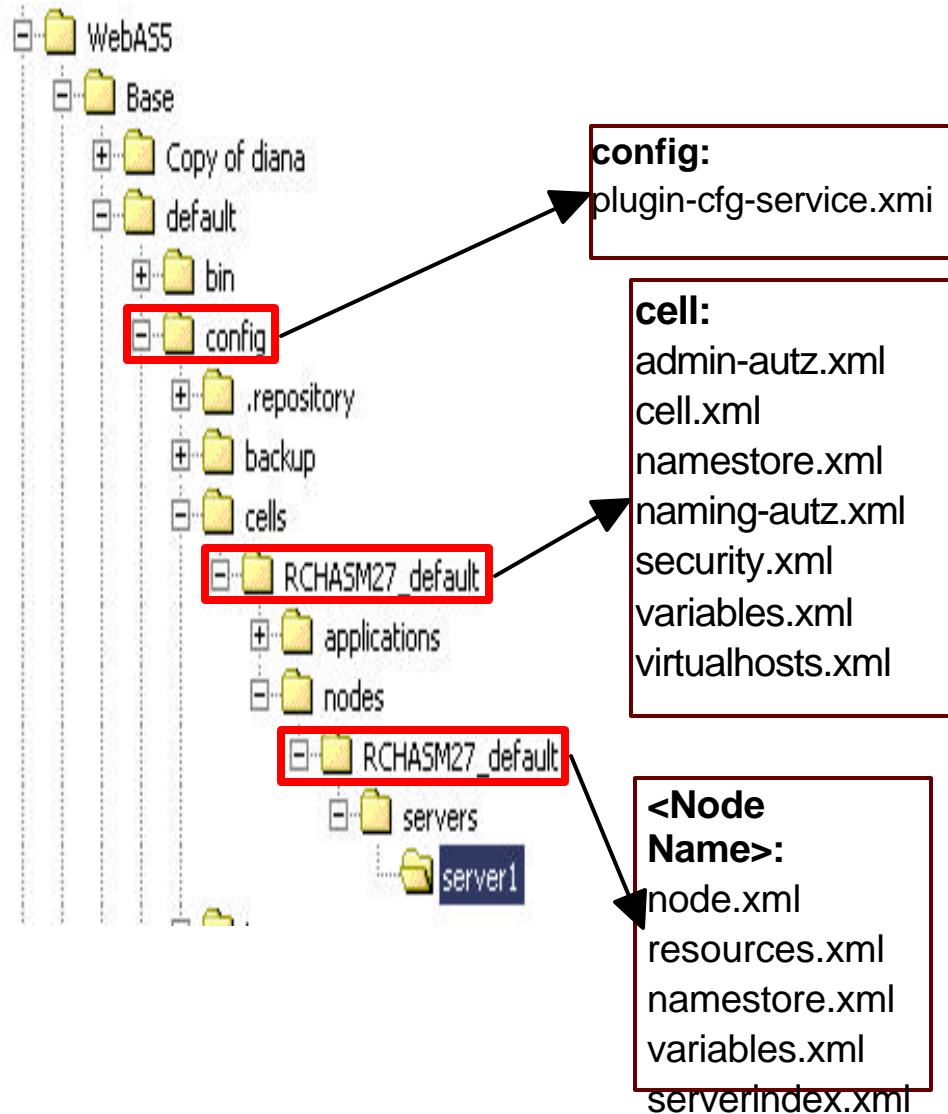 WebAS5
Base
Copy of diana
default
bin
config
.repository
backup
cells
RCHASM27_default
applications
nodes
RCHASM27_default
servers
server1
config:
plugin-cfg-service.xmi
cell:
admin-autz.xml
cell.xml
namestore.xml
naming-autz.xml
security.xml
variables.xml
virtualhosts.xml
<Node
Name>:
node.xml
resources.xml
namestore.xml
variables.xml
serverindex.xml